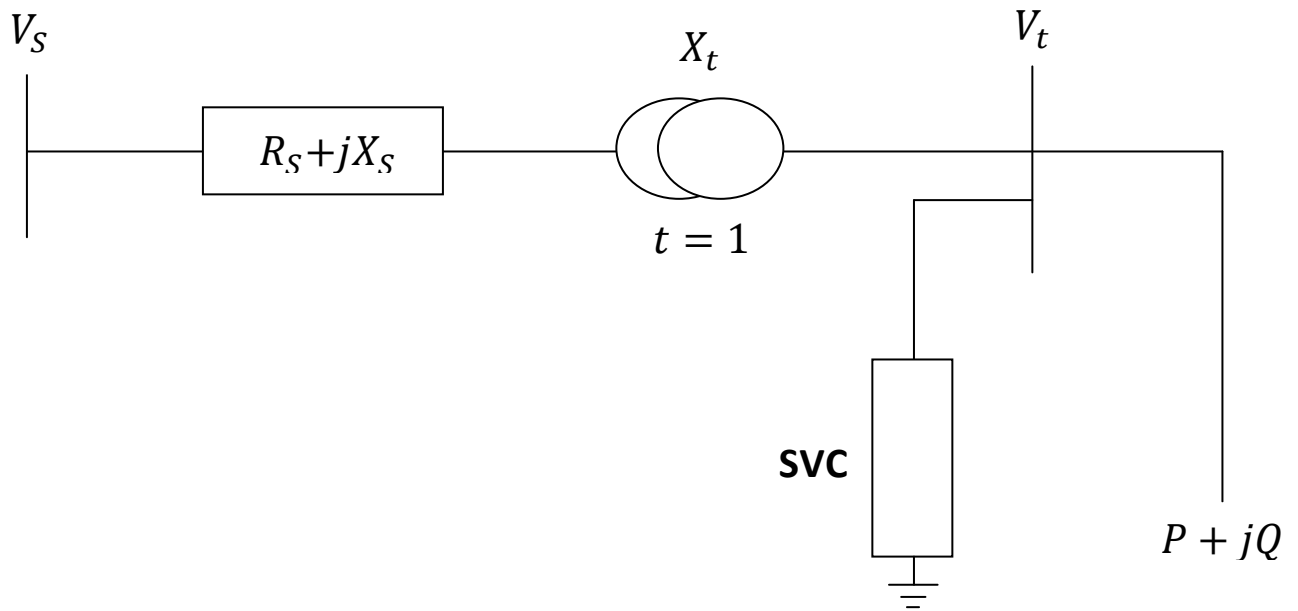 V_S
X_t
V_t
R_S+jX_S
t = 1
SVC
P + jQ